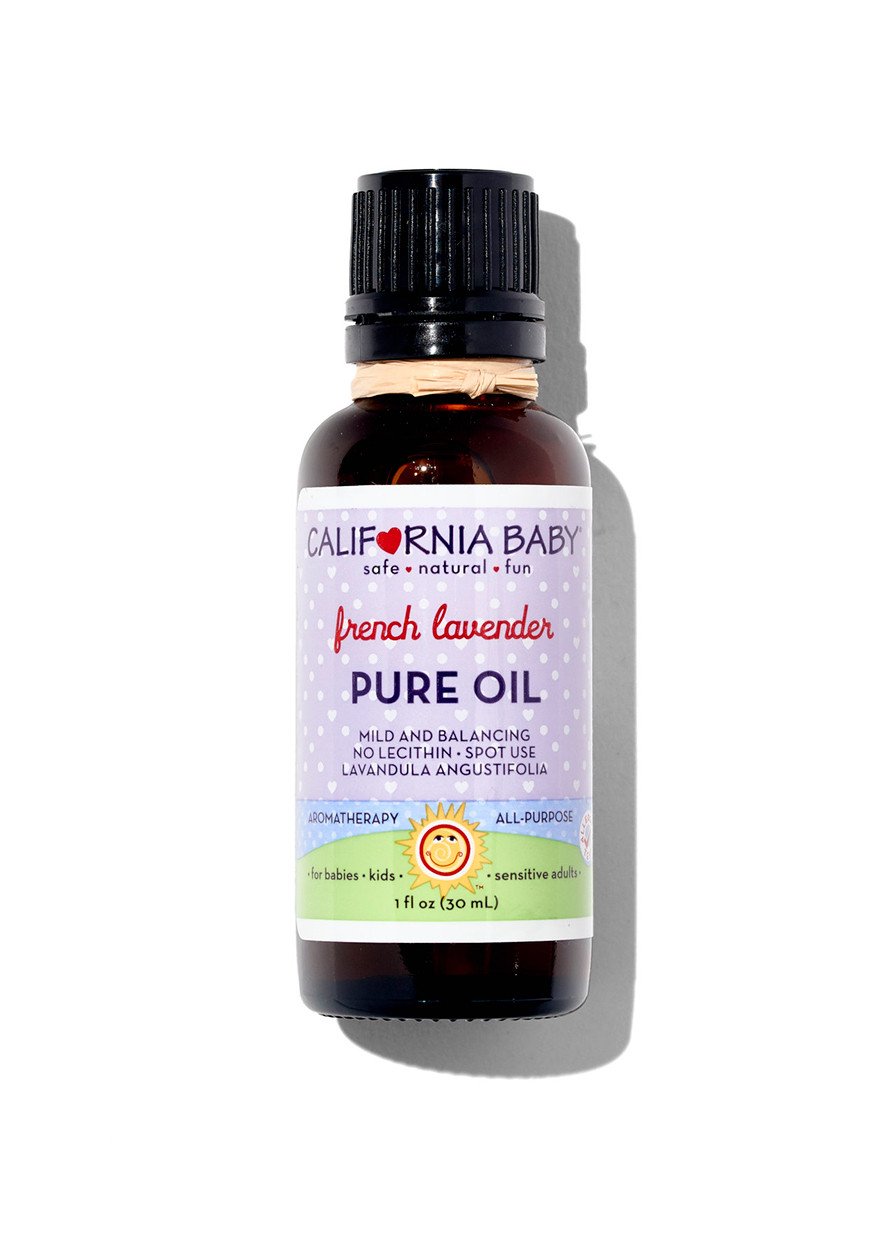 CALIFORNIA BABY
safe • natural • fun
french lavender
PURE OIL
MILD AND BALANCING
NO LECITHIN • SPOT USE
LAVANDULA ANGUSTIFOLIA
AROMATHERAPY ALL-PURPOSE
• for babies • kids • • sensitive adults •
™
1 fl oz (30 mL)